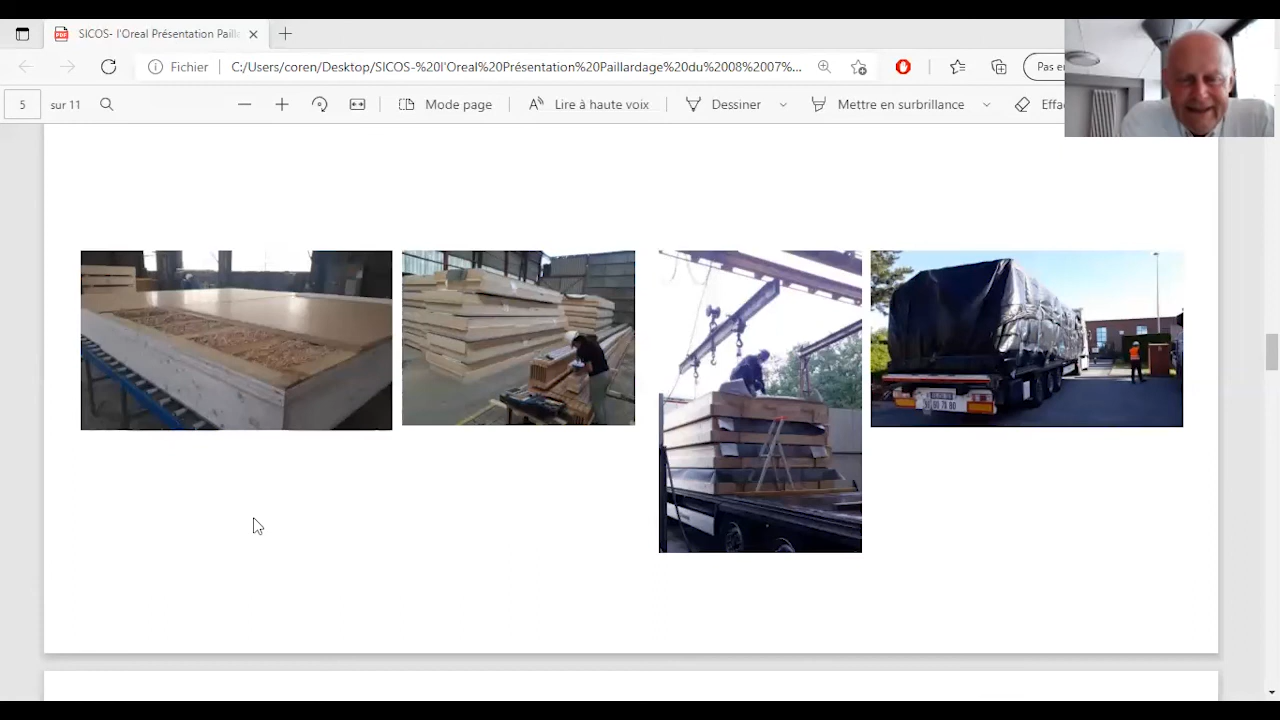 SICOS- l'Oreal Présentation Paill
Fichier C:/Users/coren/Desktop/SICOS-%20l'Oreal%20Présentation%20Paillardage%20du%2008%2007%...
Pas en
5 sur 11 Mode page Lire à haute voix Dessiner Mettre en surbrillance Effa